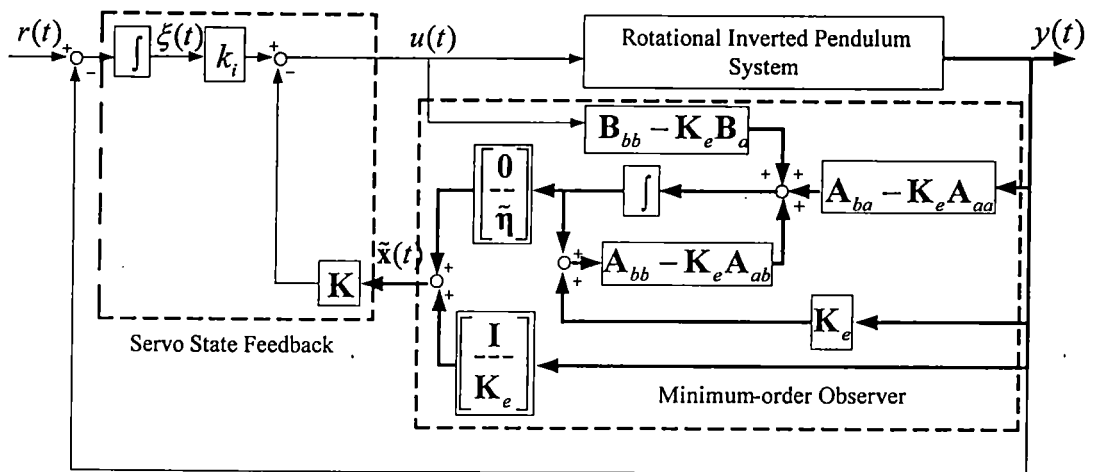 r(t)
+
−
∫
ξ(t)
k_i
+
−
u(t)
Rotational Inverted Pendulum
System
y(t)
B_bb − K_e B_a
[0 / η̃]
∫
+ + +
+
A_ba − K_e A_aa
x̃(t)
+
+
K
+
+
A_bb − K_e A_ab
K_e
Servo State Feedback
[I / K_e]
Minimum-order Observer